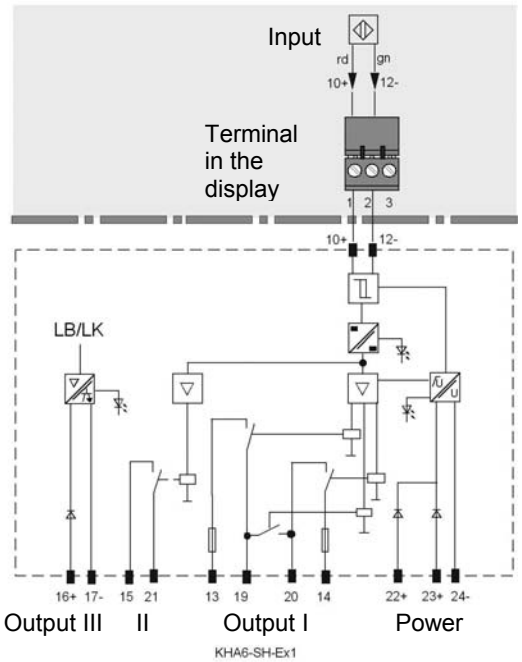 Input
rd gn
10+ 12-
Terminal
in the
display
1 2 3
10+ 12-
LB/LK
U U
16+ 17- 15 21 13 19 20 14 22+ 23+ 24-
Output III II Output I Power
KHA6-SH-Ex1